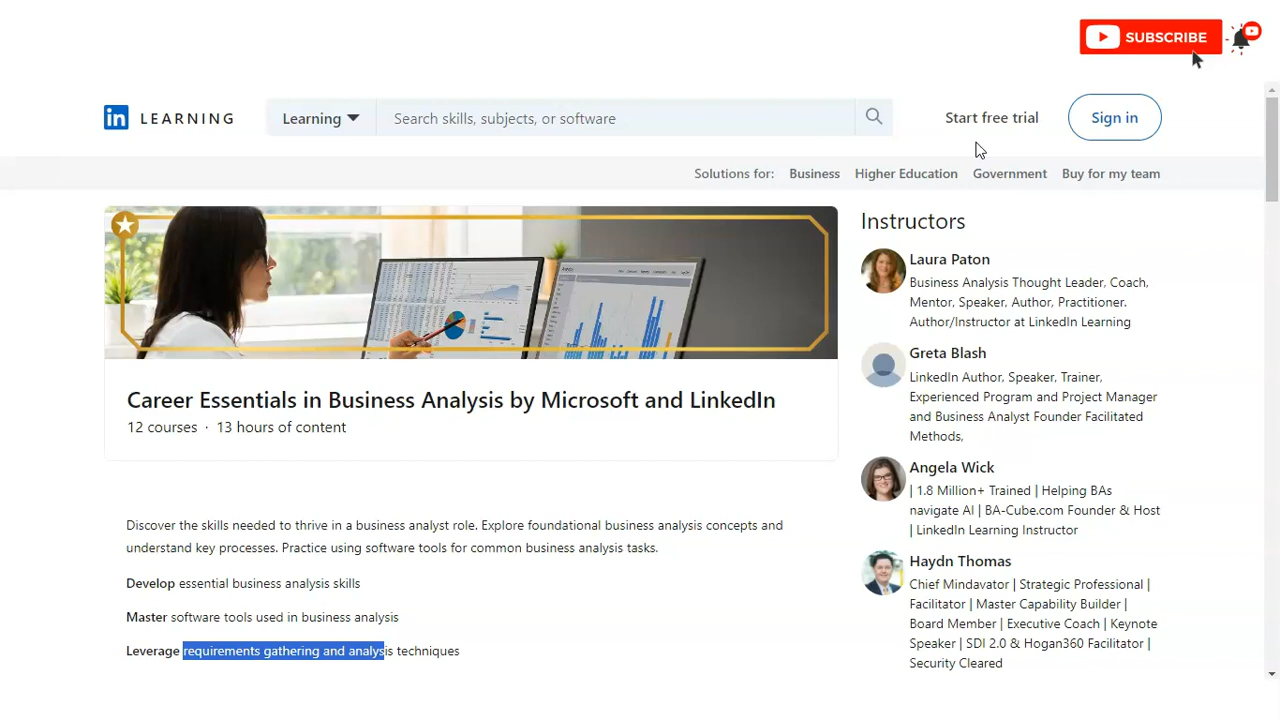 SUBSCRIBE
in LEARNING
Learning
Search skills, subjects, or software
Start free trial
Sign in
Solutions for: Business Higher Education Government Buy for my team
Career Essentials in Business Analysis by Microsoft and LinkedIn
12 courses · 13 hours of content
Discover the skills needed to thrive in a business analyst role. Explore foundational business analysis concepts and
understand key processes. Practice using software tools for common business analysis tasks.
Develop essential business analysis skills
Master software tools used in business analysis
Leverage requirements gathering and analysis techniques
Instructors
Laura Paton
Business Analysis Thought Leader, Coach,
Mentor, Speaker, Author, Practitioner.
Author/Instructor at LinkedIn Learning
Greta Blash
LinkedIn Author, Speaker, Trainer,
Experienced Program and Project Manager
and Business Analyst Founder Facilitated
Methods,
Angela Wick
| 1.8 Million+ Trained | Helping BAs
navigate AI | BA-Cube.com Founder & Host
| LinkedIn Learning Instructor
Haydn Thomas
Chief Mindavator | Strategic Professional |
Facilitator | Master Capability Builder |
Board Member | Executive Coach | Keynote
Speaker | SDI 2.0 & Hogan360 Facilitator |
Security Cleared